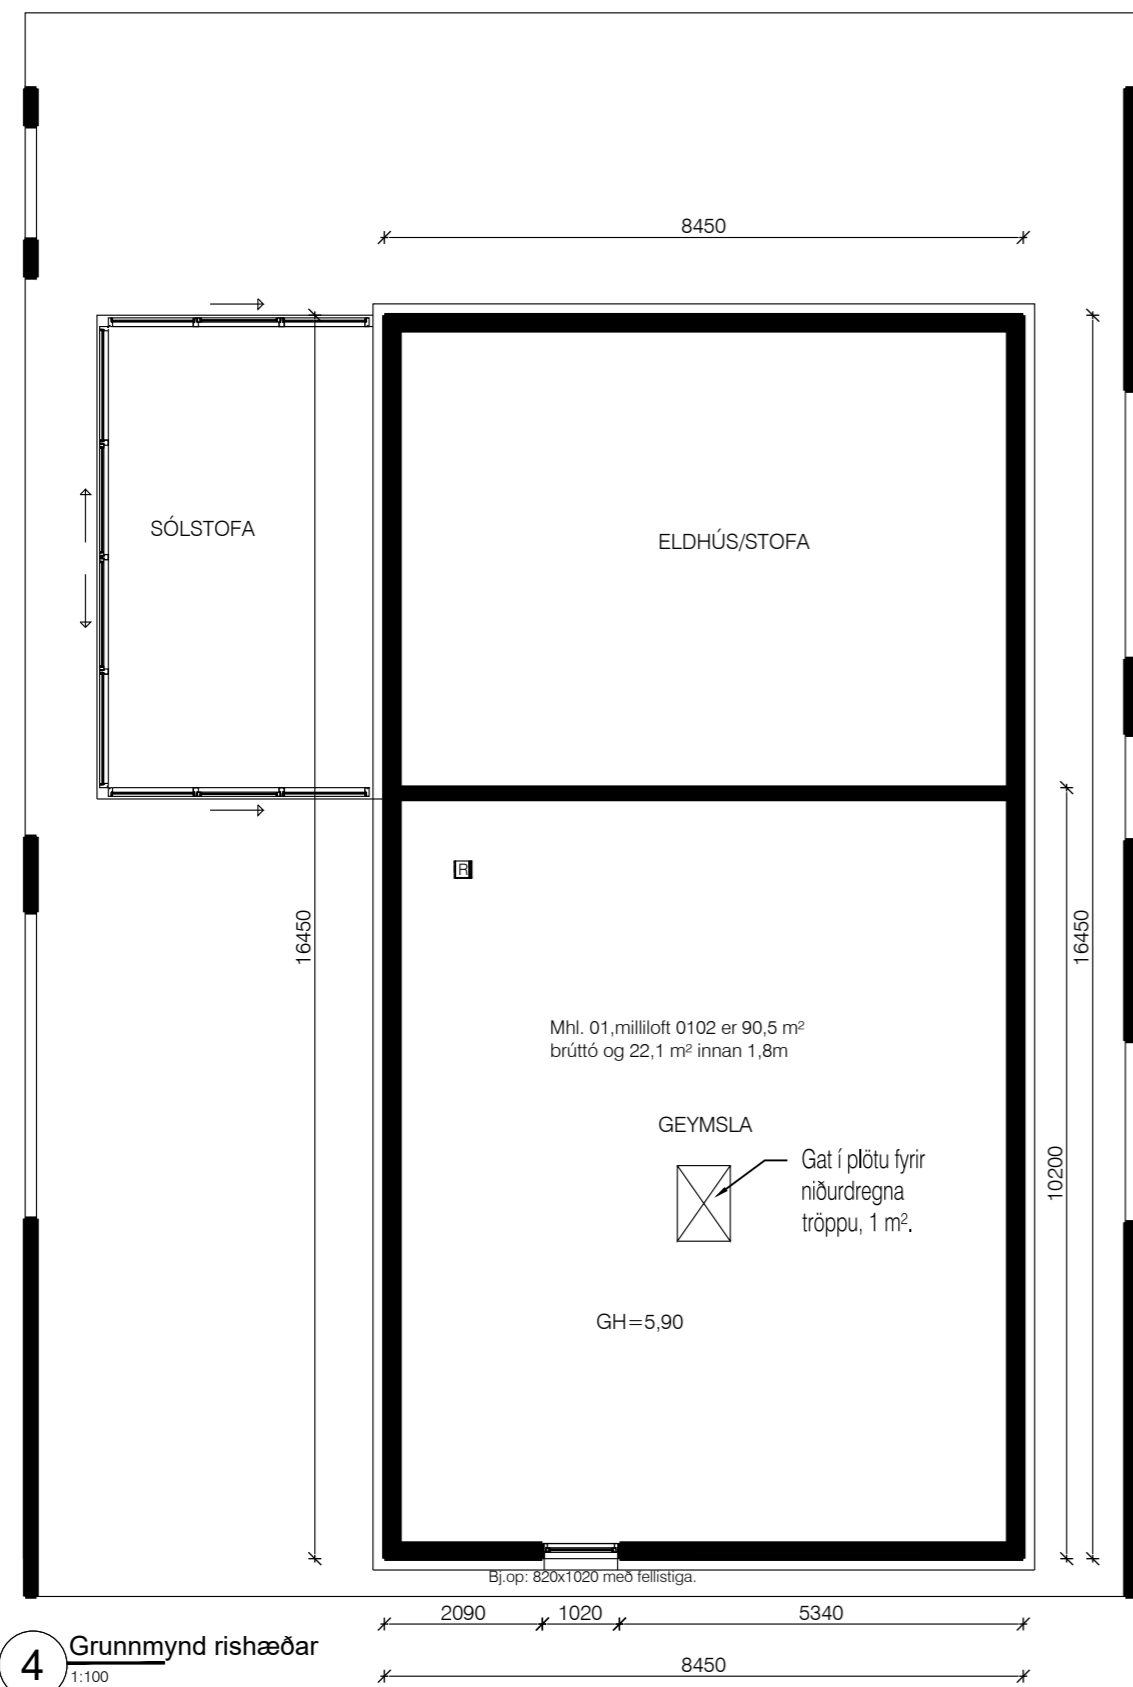 8450
SÓLSTOFA
ELDHÚS/STOFA
R
16450
16450
Mhl. 01,milliloft 0102 er 90,5 m²
brúttó og 22,1 m² innan 1,8m
GEYMSLA
Gat í plötu fyrir
niðurdregna
tröppu, 1 m².
10200
GH=5,90
Bj.op: 820x1020 með fellistiga.
2090
1020
5340
4
Grunnmynd rishæðar
1:100
8450